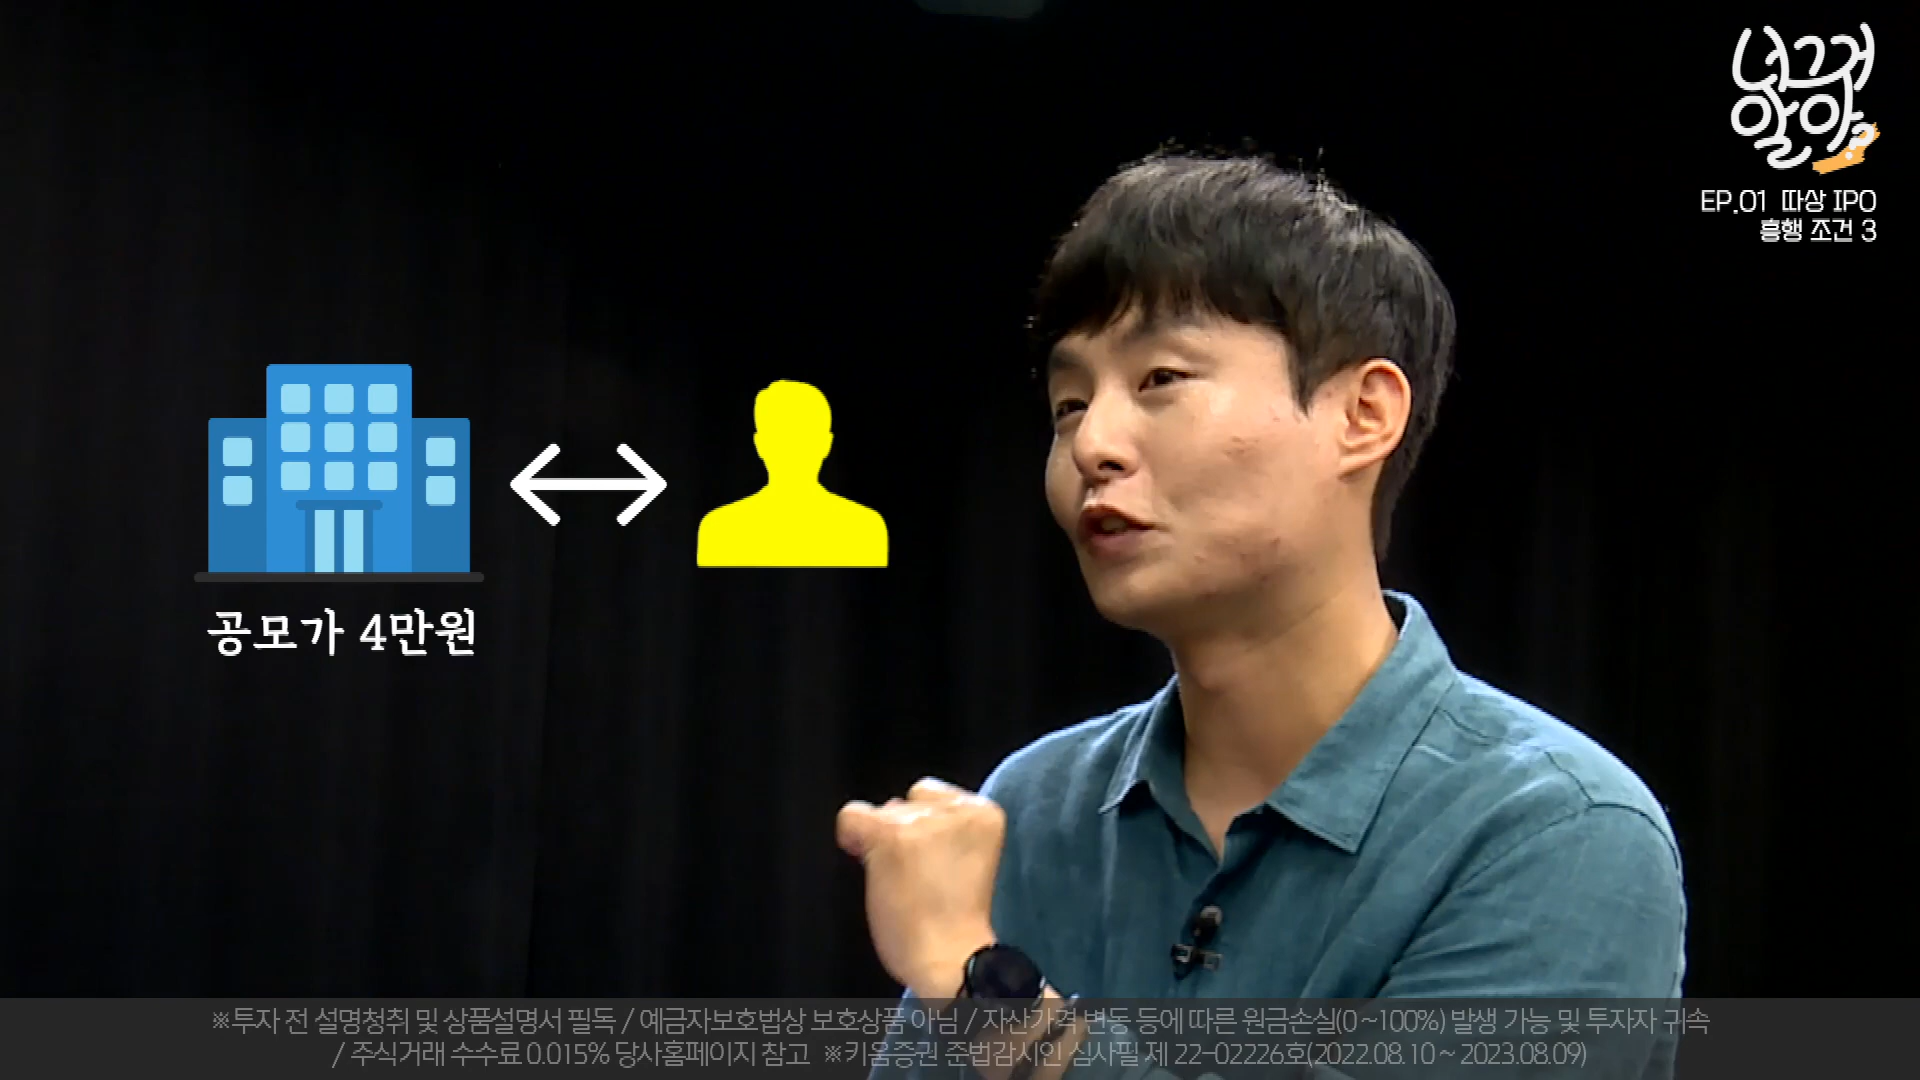 너 그거
알아?
EP.01 따상 IPO
흥행 조건 3
공모가 4만원
※투자 전 설명청취 및 상품설명서 필독 / 예금자보호법상 보호상품 아님 / 자산가격 변동 등에 따른 원금손실(0~100%) 발생 가능 및 투자자 귀속
/ 주식거래 수수료 0.015% 당사홈페이지 참고 ※키움증권 준법감시인 심사필 제 22-02226호(2022.08.10 ~ 2023.08.09)